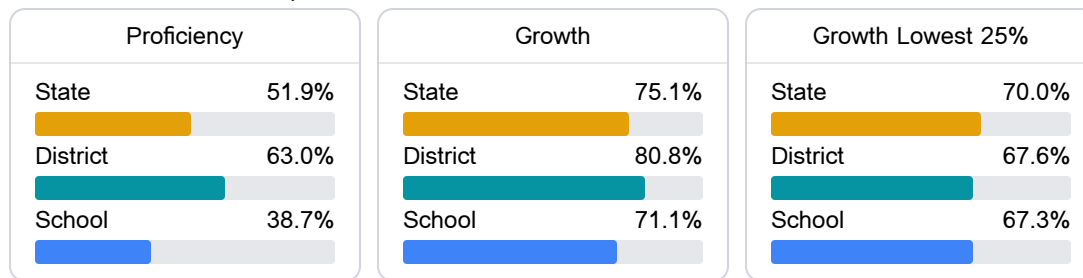 Proficiency
State 51.9%
District 63.0%
School 38.7%
Growth
State 75.1%
District 80.8%
School 71.1%
Growth Lowest 25%
State 70.0%
District 67.6%
School 67.3%